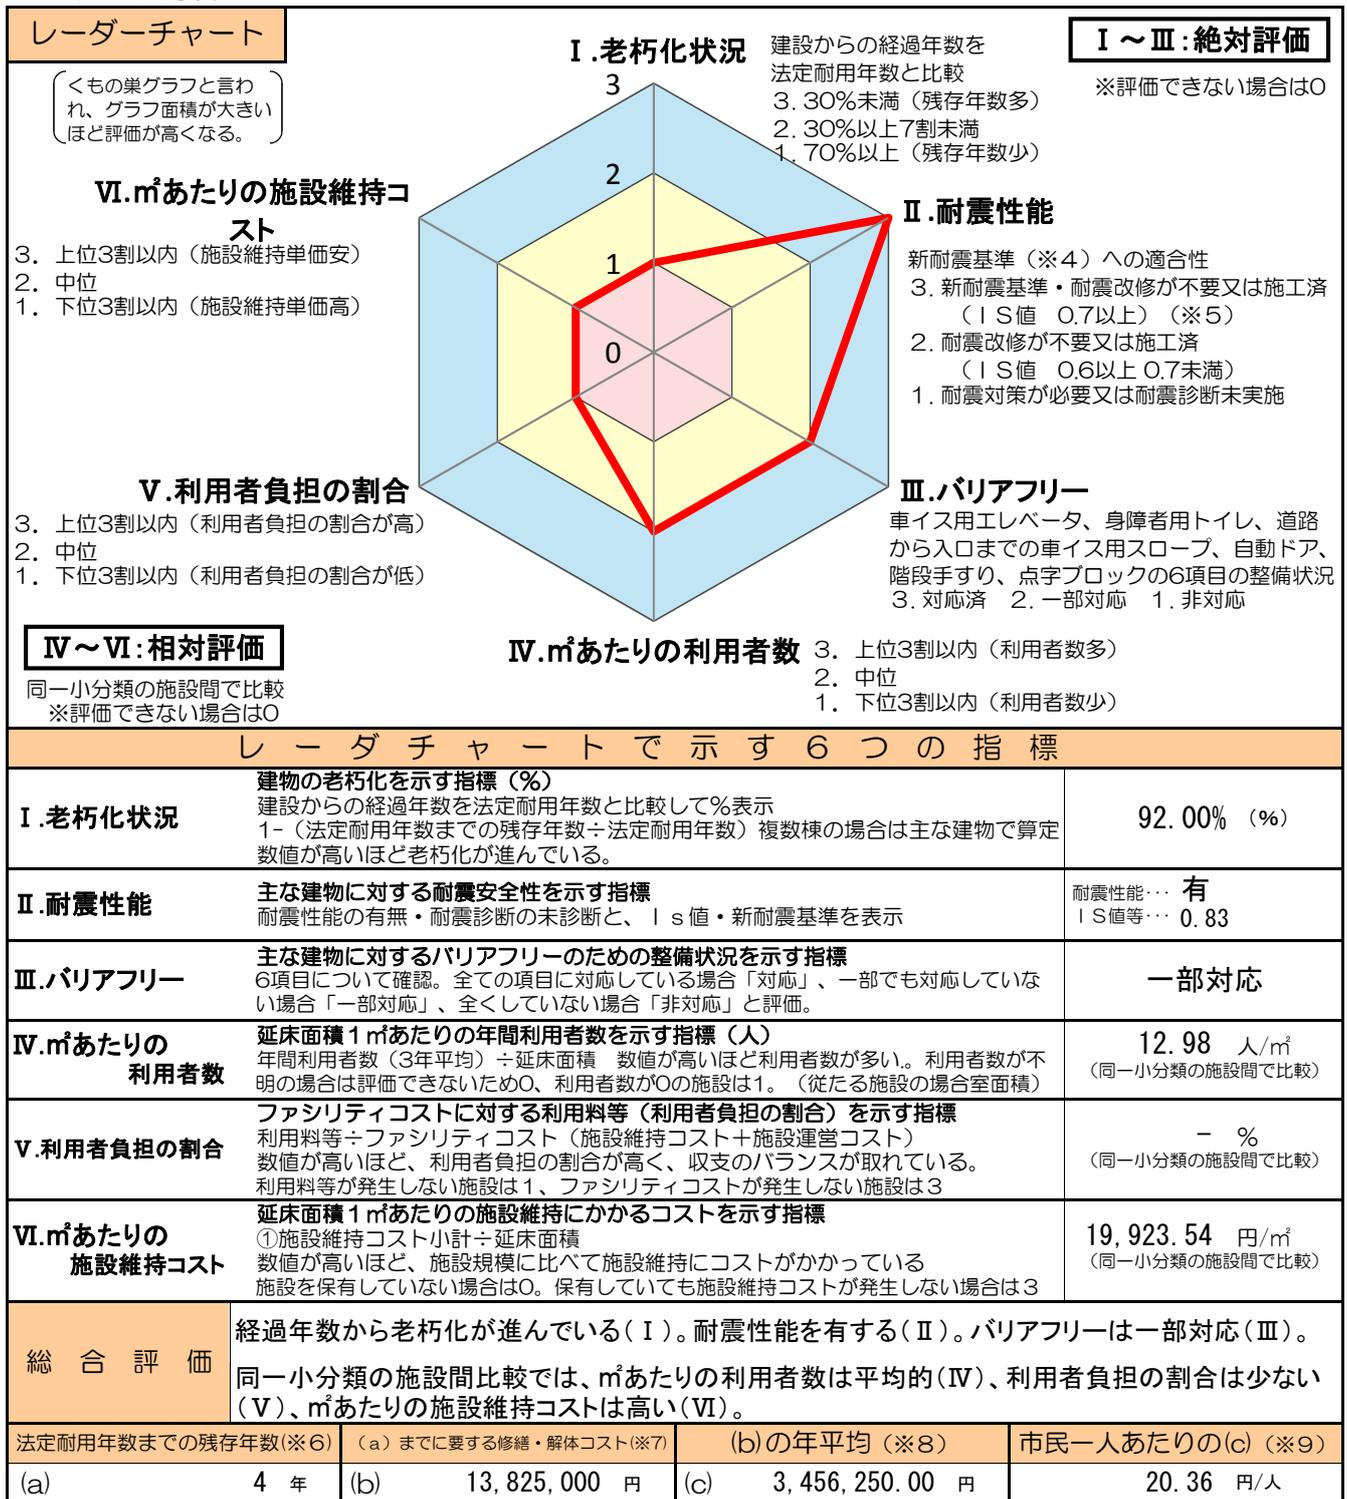 レーダーチャート
くもの巣グラフと言わ
れ、グラフ面積が大きい
ほど評価が高くなる。
Ⅰ.老朽化状況
建設からの経過年数を
法定耐用年数と比較
3. 30%未満（残存年数多）
2. 30%以上7割未満
1. 70%以上（残存年数少）
Ⅰ～Ⅲ:絶対評価
※評価できない場合は0
3
2
1
0
Ⅵ.㎡あたりの施設維持コ
スト
3. 上位3割以内（施設維持単価安）
2. 中位
1. 下位3割以内（施設維持単価高）
Ⅱ.耐震性能
新耐震基準（※4）への適合性
3. 新耐震基準・耐震改修が不要又は施工済
（ＩＳ値 0.7以上）（※5）
2. 耐震改修が不要又は施工済
（ＩＳ値 0.6以上 0.7未満）
1. 耐震対策が必要又は耐震診断未実施
Ⅴ.利用者負担の割合
3. 上位3割以内（利用者負担の割合が高）
2. 中位
1. 下位3割以内（利用者負担の割合が低）
Ⅲ.バリアフリー
車イス用エレベータ、身障者用トイレ、道路
から入口までの車イス用スロープ、自動ドア、
階段手すり、点字ブロックの6項目の整備状況
3. 対応済 2. 一部対応 1. 非対応
Ⅳ～Ⅵ:相対評価
同一小分類の施設間で比較
※評価できない場合は0
Ⅳ.㎡あたりの利用者数
3. 上位3割以内（利用者数多）
2. 中位
1. 下位3割以内（利用者数少）
レーダチャートで示す6つの指標
Ⅰ.老朽化状況
建物の老朽化を示す指標（%）
建設からの経過年数を法定耐用年数と比較して%表示
1-（法定耐用年数までの残存年数÷法定耐用年数）複数棟の場合は主な建物で算定
数値が高いほど老朽化が進んでいる。
92.00% （%）
Ⅱ.耐震性能
主な建物に対する耐震安全性を示す指標
耐震性能の有無・耐震診断の未診断と、Ｉｓ値・新耐震基準を表示
耐震性能･･･ 有
ＩＳ値等･･･ 0.83
Ⅲ.バリアフリー
主な建物に対するバリアフリーのための整備状況を示す指標
6項目について確認。全ての項目に対応している場合「対応」、一部でも対応していな
い場合「一部対応」、全くしていない場合「非対応」と評価。
一部対応
Ⅳ.㎡あたりの
利用者数
延床面積１㎡あたりの年間利用者数を示す指標（人）
年間利用者数（3年平均）÷延床面積 数値が高いほど利用者数が多い。利用者数が不
明の場合は評価できないため0、利用者数が0の施設は1。（従たる施設の場合室面積）
12.98 人/㎡
（同一小分類の施設間で比較）
Ⅴ.利用者負担の割合
ファシリティコストに対する利用料等（利用者負担の割合）を示す指標
利用料等÷ファシリティコスト（施設維持コスト＋施設運営コスト）
数値が高いほど、利用者負担の割合が高く、収支のバランスが取れている。
利用料等が発生しない施設は１、ファシリティコストが発生しない施設は３
－ %
（同一小分類の施設間で比較）
Ⅵ.㎡あたりの
施設維持コスト
延床面積１㎡あたりの施設維持にかかるコストを示す指標
①施設維持コスト小計÷延床面積
数値が高いほど、施設規模に比べて施設維持にコストがかかっている
施設を保有していない場合は0。保有していても施設維持コストが発生しない場合は3
19,923.54 円/㎡
（同一小分類の施設間で比較）
総合評価
経過年数から老朽化が進んでいる（Ⅰ）。耐震性能を有する（Ⅱ）。バリアフリーは一部対応（Ⅲ）。
同一小分類の施設間比較では、㎡あたりの利用者数は平均的（Ⅳ）、利用者負担の割合は少ない
（Ⅴ）、㎡あたりの施設維持コストは高い（Ⅵ）。
法定耐用年数までの残存年数(※6)
（a）までに要する修繕・解体コスト(※7)
(b)の年平均（※8）
市民一人あたりの(c)（※9）
(a) 4 年
(b) 13,825,000 円
(c) 3,456,250.00 円
20.36 円/人